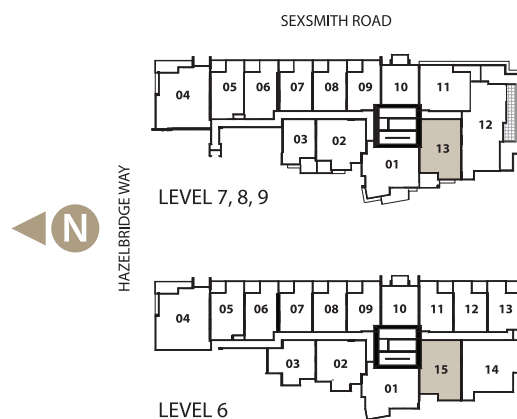 SEXSMITH ROAD
04 05 06 07 08 09 10 11
12
03 02 01 13
LEVEL 7, 8, 9
N
HAZELBRIDGE WAY
04 05 06 07 08 09 10 11 12 13
03 02 01 15 14
LEVEL 6